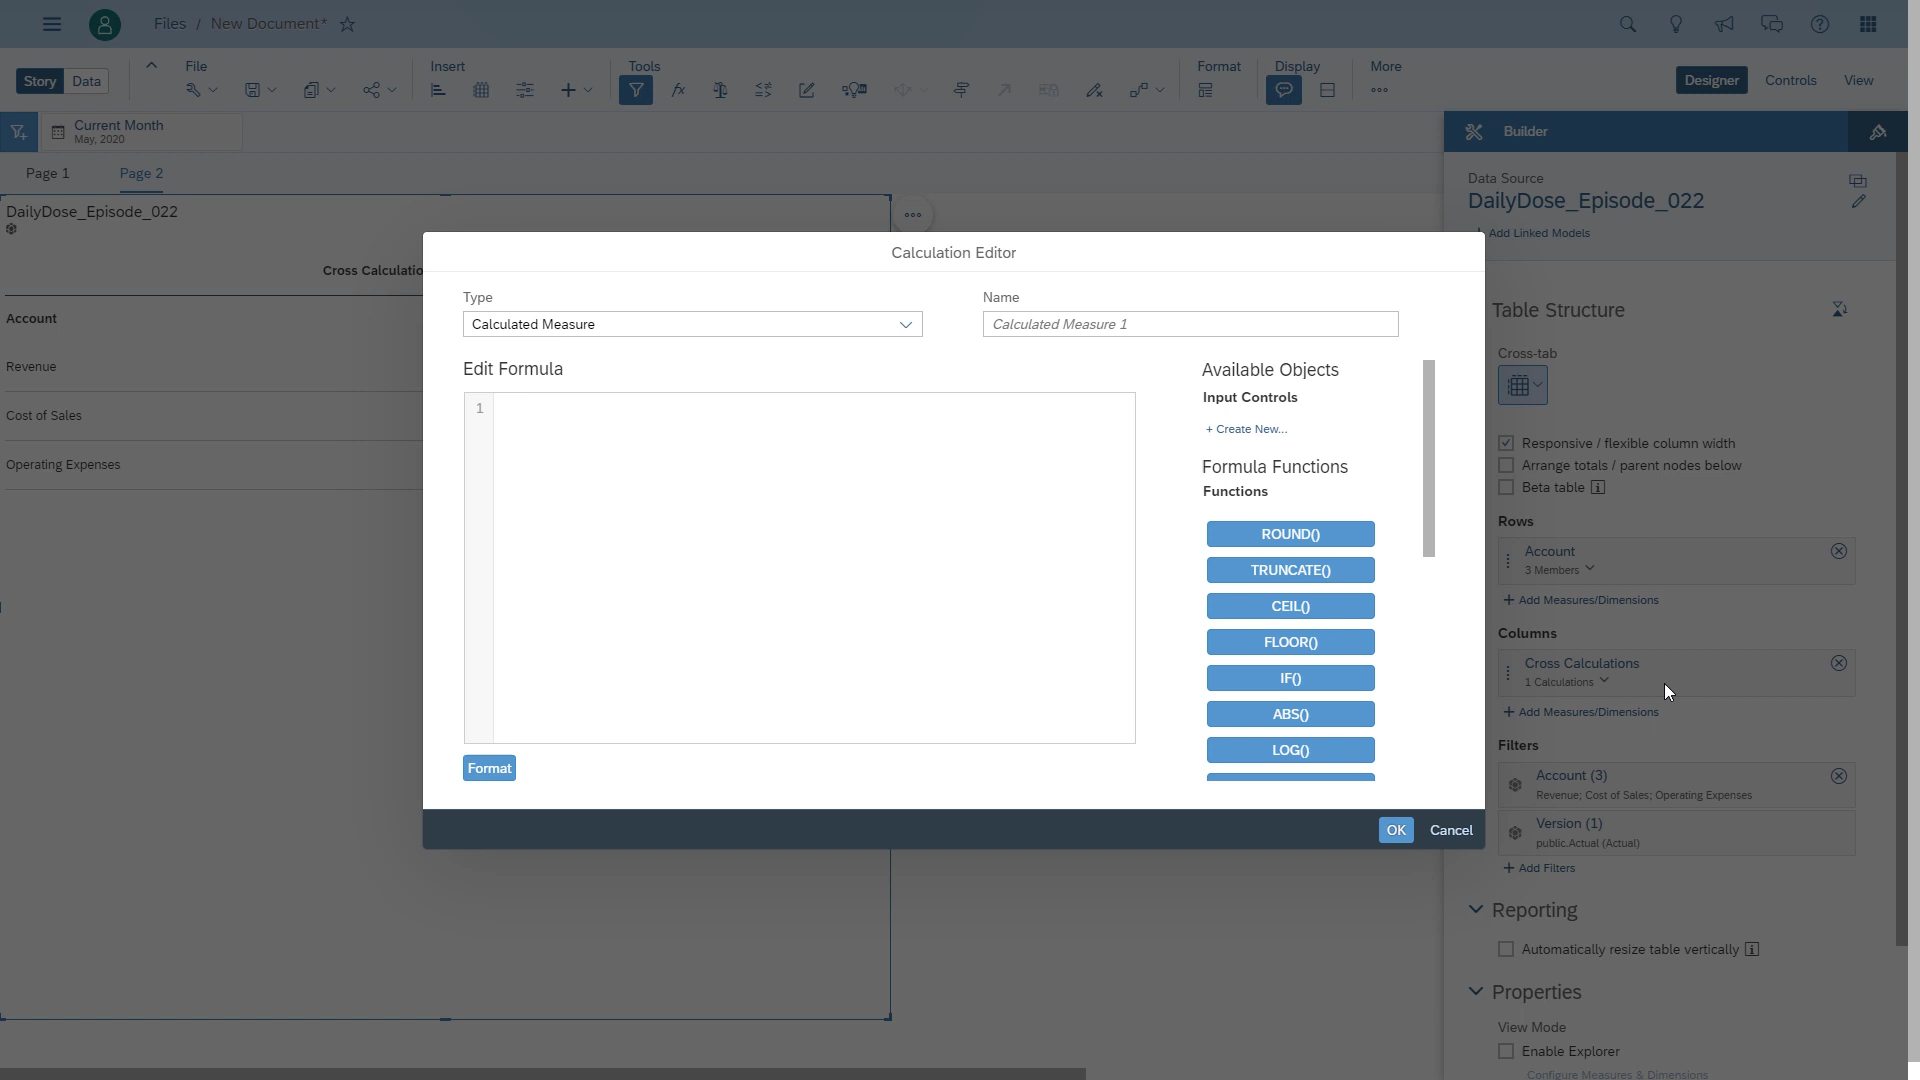 Files / New Document*
Story
Data
File
Insert
Tools
Format
Display
More
Designer
Controls
View
Current Month
May, 2020
Page 1
Page 2
DailyDose_Episode_022
Cross Calculatio
Account
Revenue
Cost of Sales
Operating Expenses
Calculation Editor
Type
Calculated Measure
Name
Calculated Measure 1
Edit Formula
1
Format
Available Objects
Input Controls
+ Create New...
Formula Functions
Functions
ROUND()
TRUNCATE()
CEIL()
FLOOR()
IF()
ABS()
LOG()
OK
Cancel
Builder
Data Source
DailyDose_Episode_022
Add Linked Models
Table Structure
Cross-tab
Responsive / flexible column width
Arrange totals / parent nodes below
Beta table
Rows
Account
3 Members
+ Add Measures/Dimensions
Columns
Cross Calculations
1 Calculations
+ Add Measures/Dimensions
Filters
Account (3)
Revenue; Cost of Sales; Operating Expenses
Version (1)
public.Actual (Actual)
+ Add Filters
Reporting
Automatically resize table vertically
Properties
View Mode
Enable Explorer
Configure Measures & Dimensions